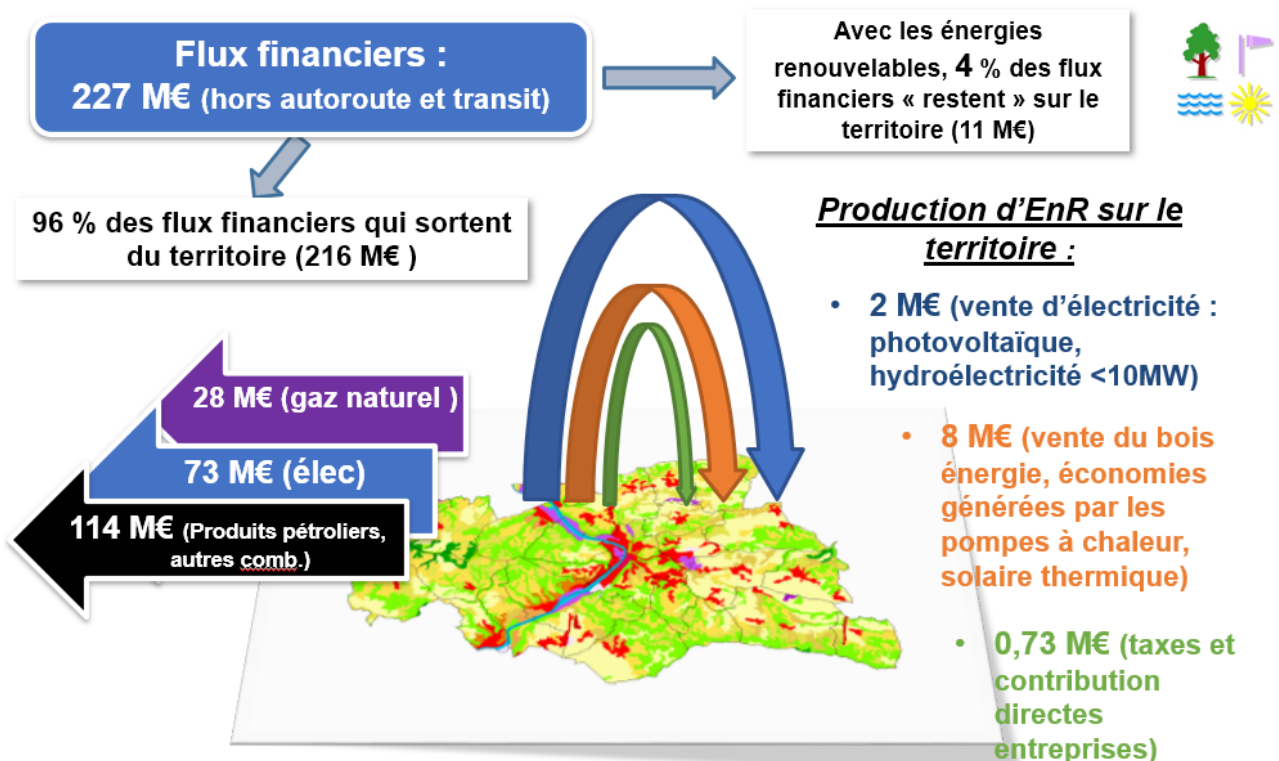 Flux financiers :
227 M€ (hors autoroute et transit)
Avec les énergies
renouvelables, 4 % des flux
financiers « restent » sur le
territoire (11 M€)
96 % des flux financiers qui sortent
du territoire (216 M€ )
28 M€ (gaz naturel )
73 M€ (élec)
114 M€ (Produits pétroliers,
autres comb.)
Production d'EnR sur le
territoire :
• 2 M€ (vente d'électricité :
photovoltaïque,
hydroélectricité <10MW)
• 8 M€ (vente du bois
énergie, économies
générées par les
pompes à chaleur,
solaire thermique)
• 0,73 M€ (taxes et
contribution
directes
entreprises)